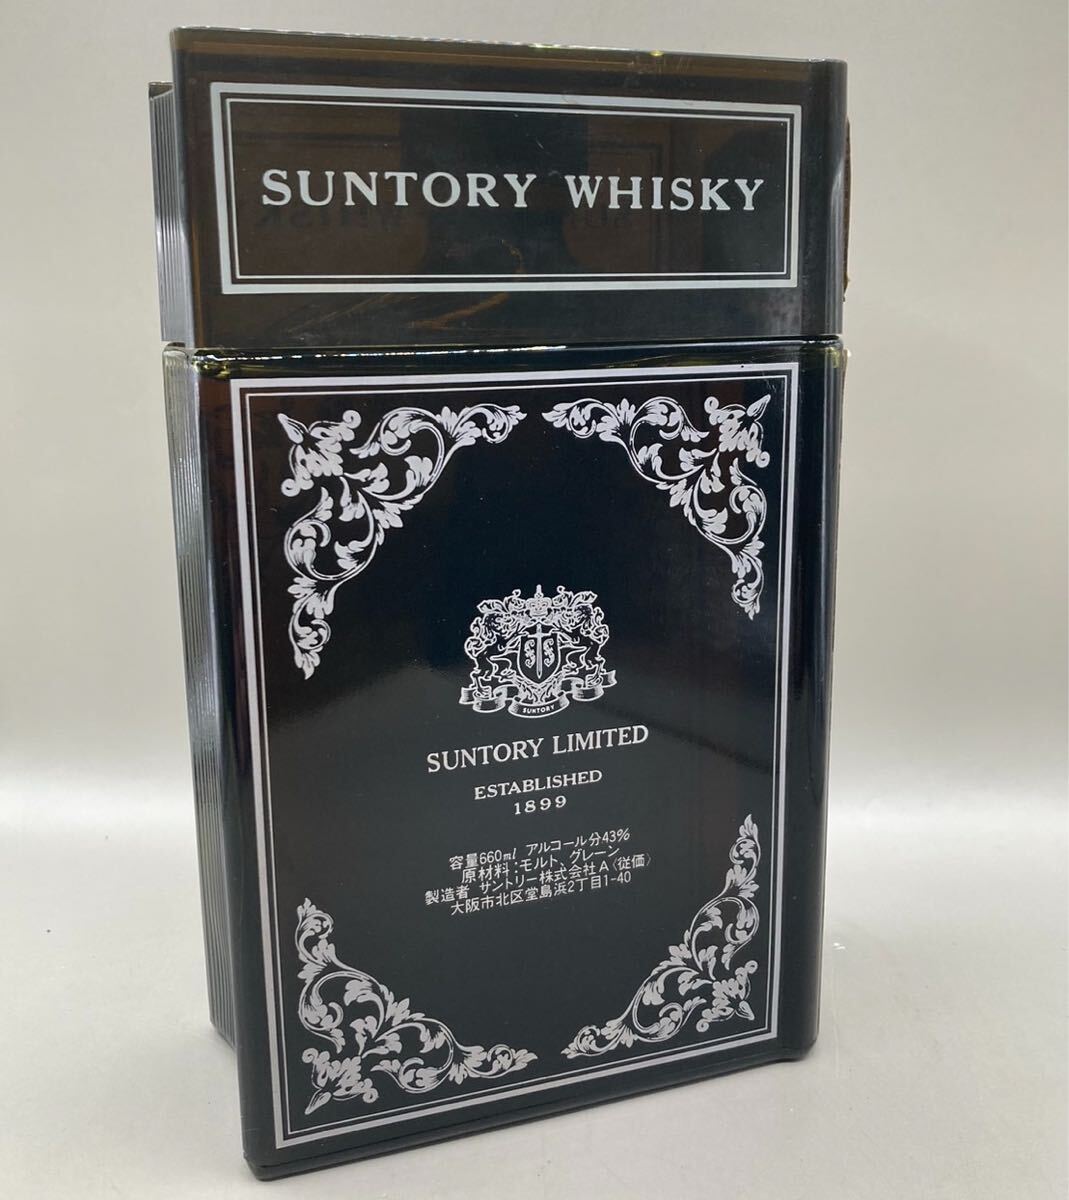 SUNTORY WHISKY
SUNTORY
SUNTORY LIMITED
ESTABLISHED
1899
容量660ml アルコール分43%
原材料:モルト、グレーン
製造者 サントリー株式会社A〈従価〉
大阪市北区堂島浜2丁目1-40